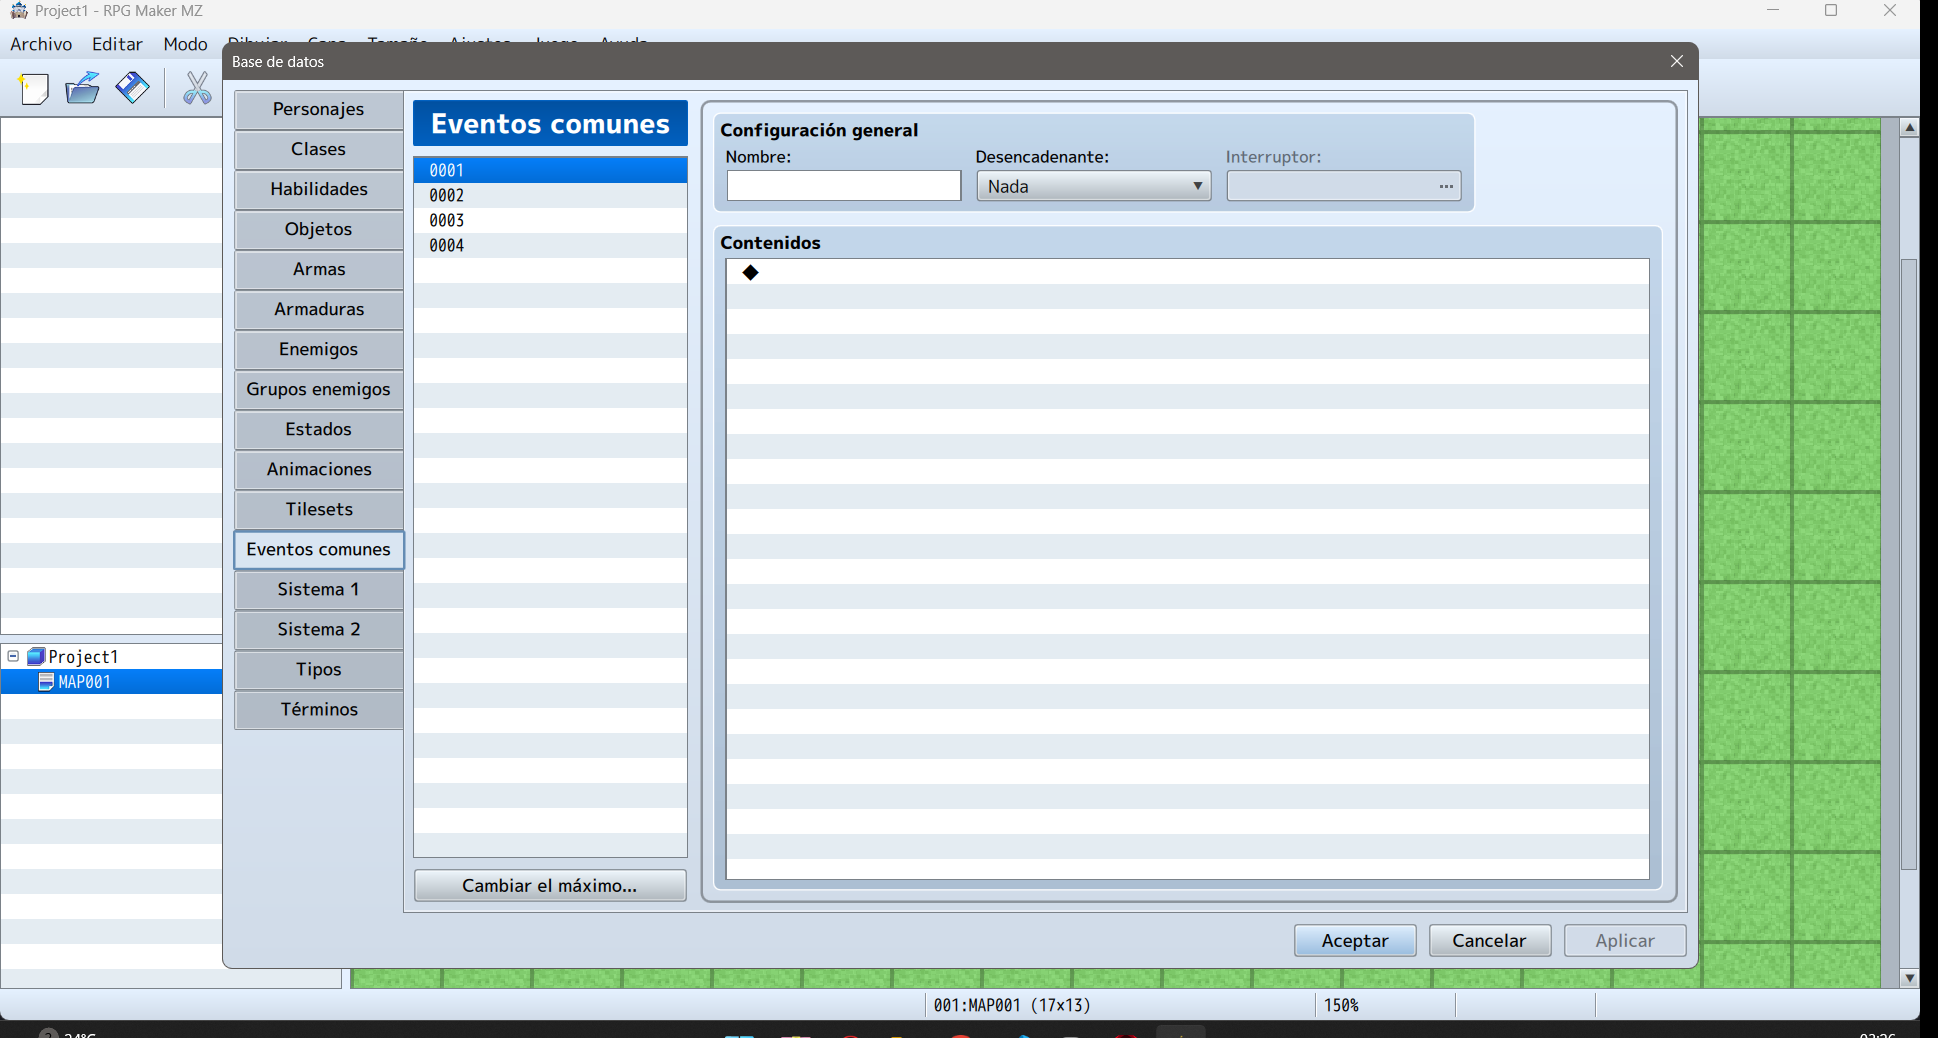 Project1 - RPG Maker MZ
Archivo Editar Modo
Base de datos
Personajes
Clases
Habilidades
Objetos
Armas
Armaduras
Enemigos
Grupos enemigos
Estados
Animaciones
Tilesets
Eventos comunes
Sistema 1
Sistema 2
Tipos
Términos
Eventos comunes
0001
0002
0003
0004
Cambiar el máximo...
Configuración general
Nombre:
Desencadenante:
Interruptor:
Nada
...
Contenidos
Aceptar
Cancelar
Aplicar
Project1
MAP001
001:MAP001 (17×13)
150%